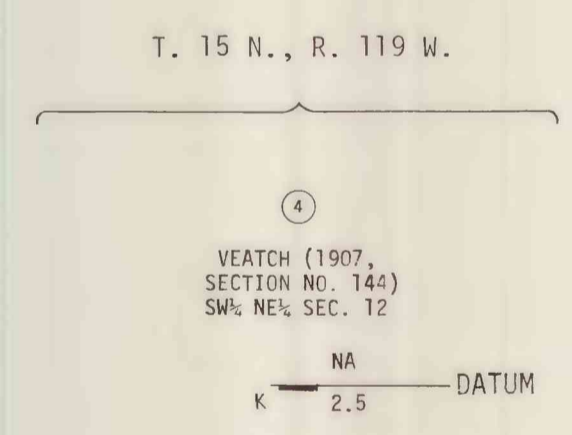 T. 15 N., R. 119 W.
4
VEATCH (1907,
SECTION NO. 144)
SW¼ NE¼ SEC. 12
NA
DATUM
K 2.5